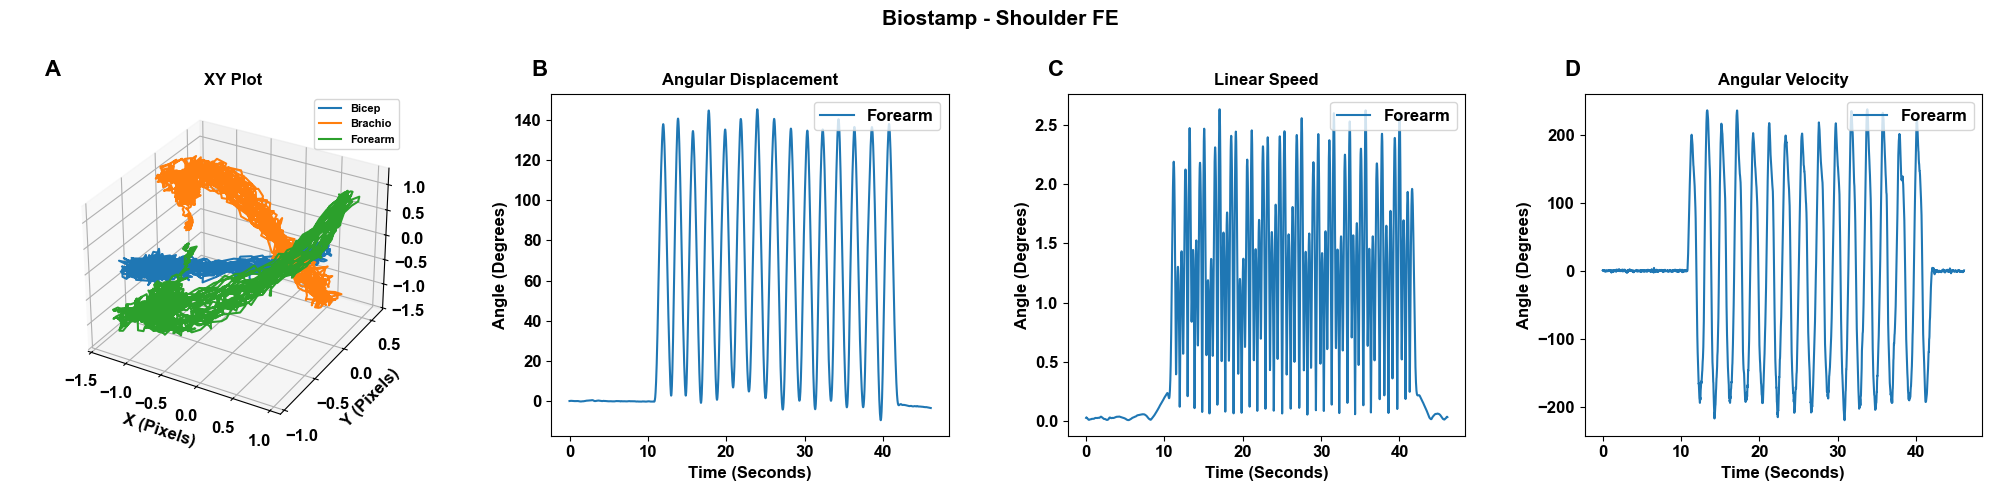 Biostamp - Shoulder FE
A
XY Plot
Bicep
Brachio
Forearm
1.0
0.5
0.0
−0.5
−1.0
−1.5
0.5
0.0
−0.5
−1.0
Y (Pixels)
−1.5
−1.0
−0.5
0.0
0.5
1.0
X (Pixels)
B
Angular Displacement
Forearm
140
120
100
80
60
40
20
0
Angle (Degrees)
0 10 20 30 40
Time (Seconds)
C
Linear Speed
Forearm
2.5
2.0
1.5
1.0
0.5
0.0
Angle (Degrees)
0 10 20 30 40
Time (Seconds)
D
Angular Velocity
Forearm
200
100
0
−100
−200
Angle (Degrees)
0 10 20 30 40
Time (Seconds)